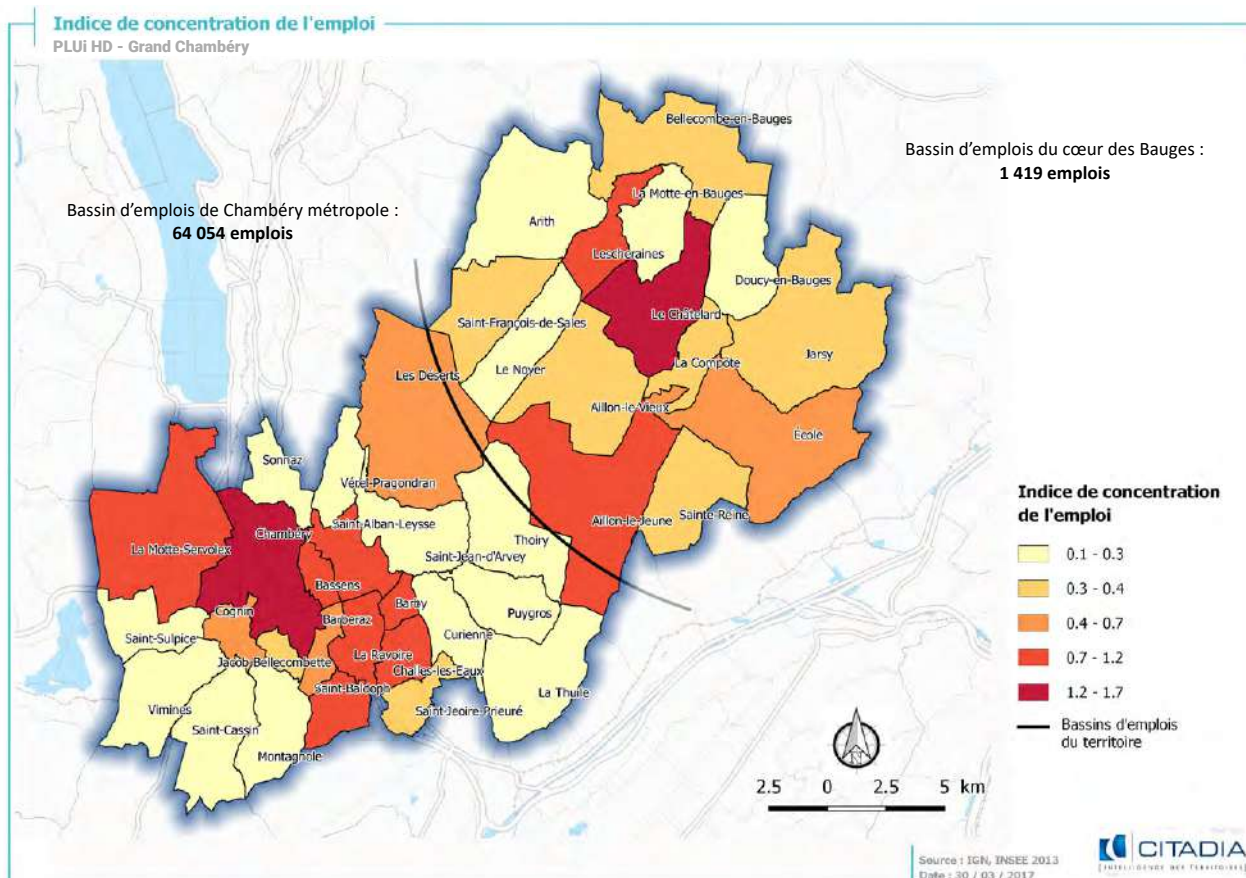 Indice de concentration de l'emploi
PLUi HD - Grand Chambéry
Bellecombe-en-Bauges
Bassin d'emplois du cœur des Bauges :
1 419 emplois
La Motte-en-Bauges
Bassin d'emplois de Chambéry métropole :
64 054 emplois
Arith
Lescheraines
Doucy-en-Bauges
Le Châtelard
Saint-François-de-Sales
La Compôte
Jarsy
Le Noyer
Les Déserts
Aillon-le-Vieux
École
Sonnaz
Vérel-Pragondran
Aillon-le-Jeune
Sainte-Reine
Saint-Alban-Leysse
Chambéry
Thoiry
La Motte-Servolex
Saint-Jean-d'Arvey
Bassens
Barby
Puygros
Cognin
Barberaz
Curienne
Saint-Sulpice
La Ravoire
Jacob-Bellecombette
Challes-les-Eaux
Saint-Baldoph
La Thuile
Vimines
Saint-Jeoire-Prieuré
Saint-Cassin
Montagnole
Indice de concentration
de l'emploi
0.1 - 0.3
0.3 - 0.4
0.4 - 0.7
0.7 - 1.2
1.2 - 1.7
Bassins d'emplois
du territoire
N
2.5 0 2.5 5 km
Source : IGN, INSEE 2013
Date : 30 / 03 / 2017
CITADIA
INTELLIGENCE DES TERRITOIRES